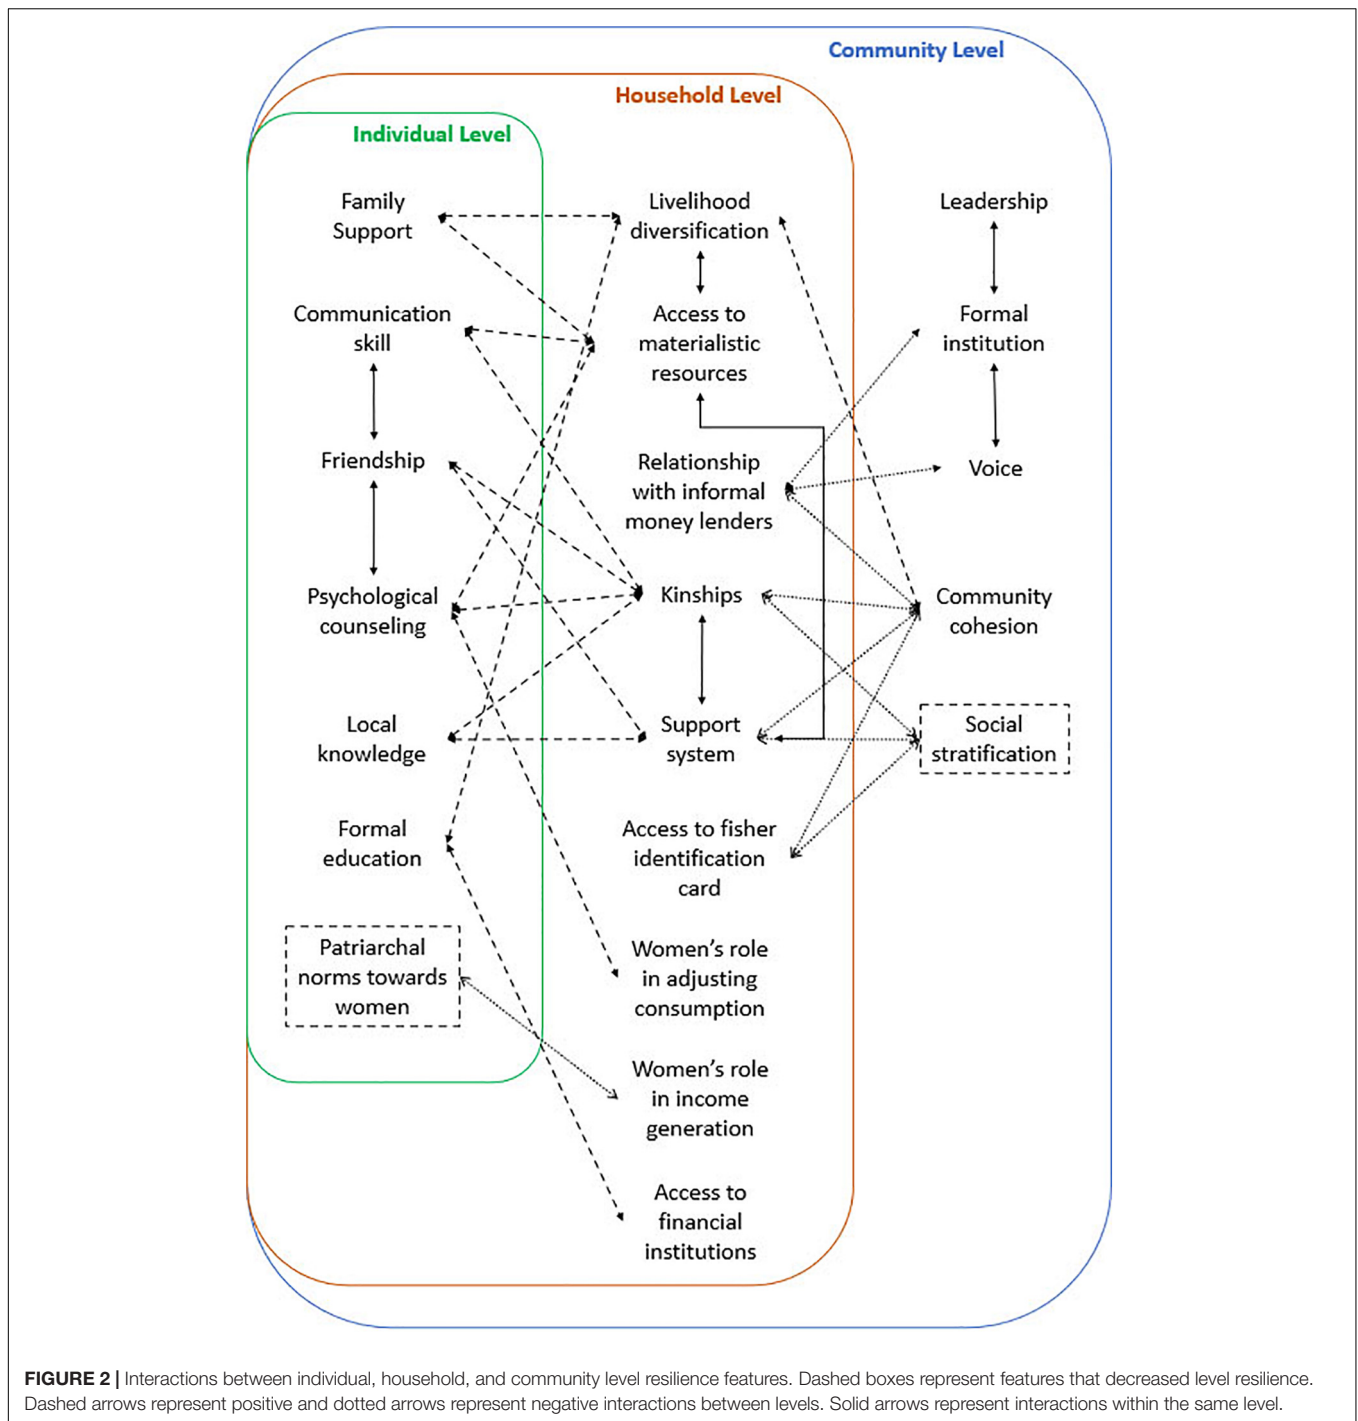 Community Level
Household Level
Individual Level
Family
Support
Communication
skill
Friendship
Psychological
counseling
Local
knowledge
Formal
education
Patriarchal
norms towards
women
Livelihood
diversification
Access to
materialistic
resources
Relationship
with informal
money lenders
Kinships
Support
system
Access to fisher
identification
card
Women's role
in adjusting
consumption
Women's role
in income
generation
Access to
financial
institutions
Leadership
Formal
institution
Voice
Community
cohesion
Social
stratification
FIGURE 2 | Interactions between individual, household, and community level resilience features. Dashed boxes represent features that decreased level resilience.
Dashed arrows represent positive and dotted arrows represent negative interactions between levels. Solid arrows represent interactions within the same level.